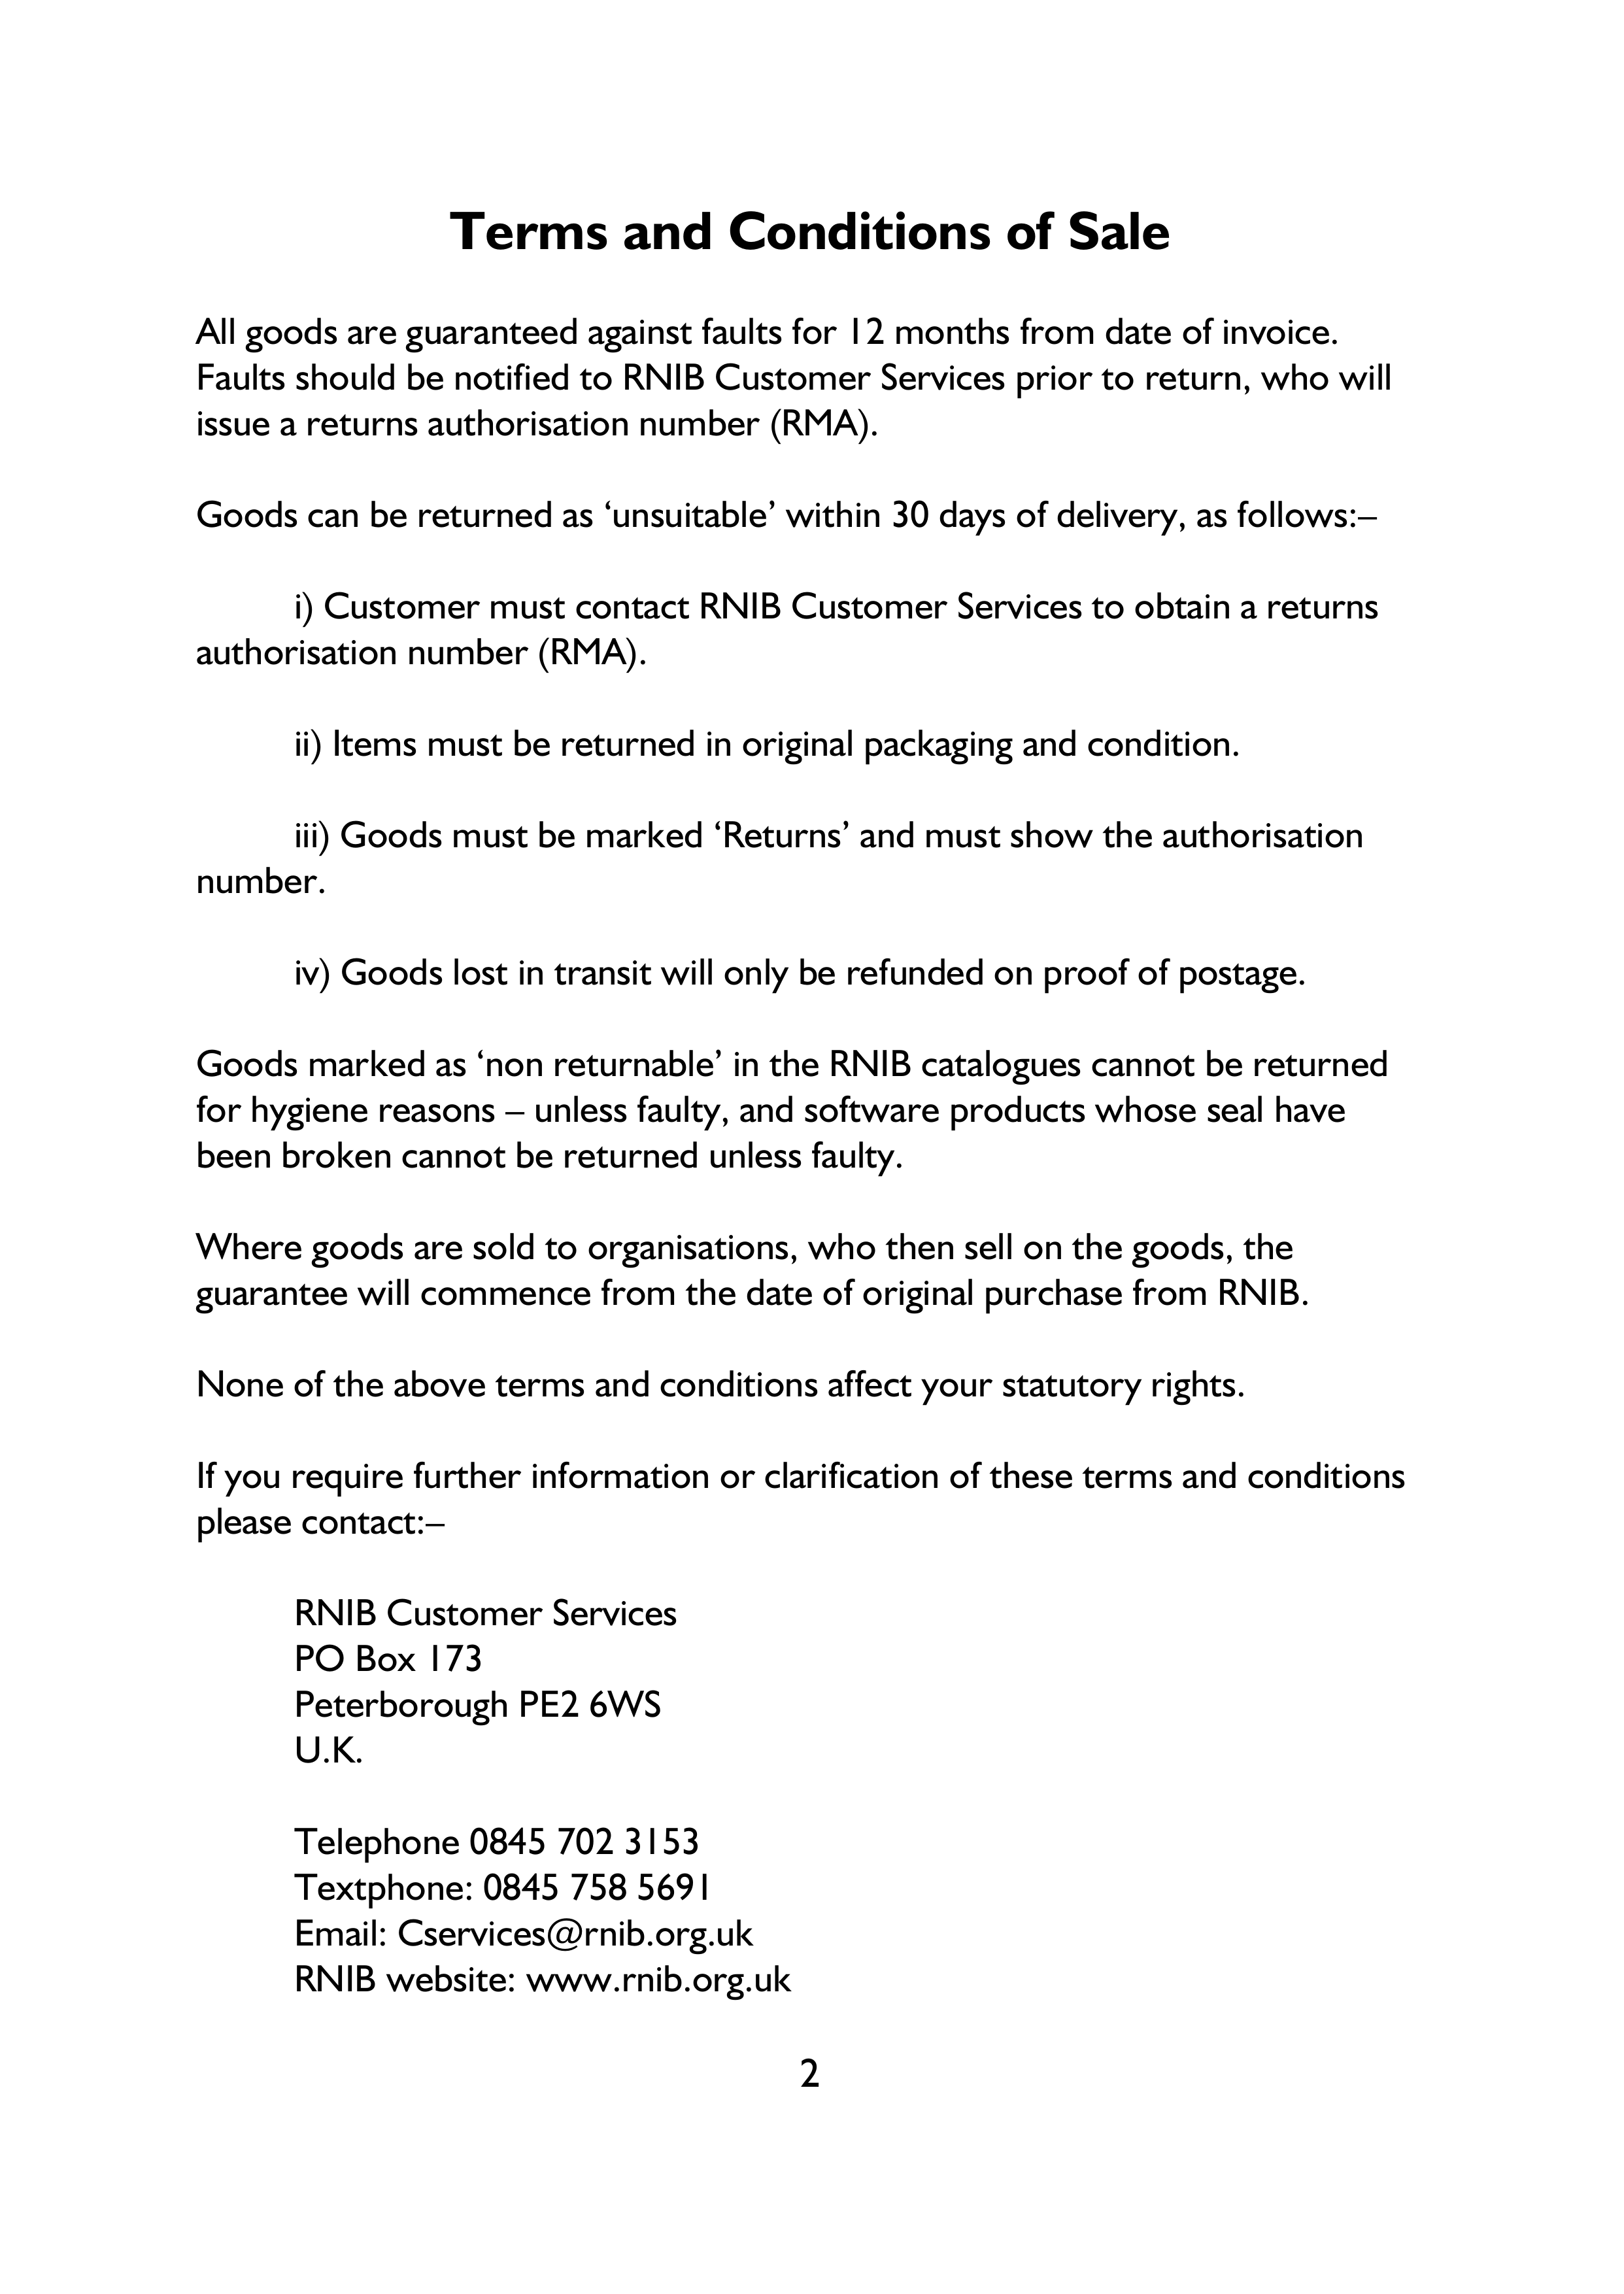 Terms and Conditions of Sale
All goods are guaranteed against faults for 12 months from date of invoice.
Faults should be notified to RNIB Customer Services prior to return, who will
issue a returns authorisation number (RMA).
Goods can be returned as ‘unsuitable’ within 30 days of delivery, as follows:–
i) Customer must contact RNIB Customer Services to obtain a returns
authorisation number (RMA).
ii) Items must be returned in original packaging and condition.
iii) Goods must be marked ‘Returns’ and must show the authorisation
number.
iv) Goods lost in transit will only be refunded on proof of postage.
Goods marked as ‘non returnable’ in the RNIB catalogues cannot be returned
for hygiene reasons – unless faulty, and software products whose seal have
been broken cannot be returned unless faulty.
Where goods are sold to organisations, who then sell on the goods, the
guarantee will commence from the date of original purchase from RNIB.
None of the above terms and conditions affect your statutory rights.
If you require further information or clarification of these terms and conditions
please contact:–
RNIB Customer Services
PO Box 173
Peterborough PE2 6WS
U.K.
Telephone 0845 702 3153
Textphone: 0845 758 5691
Email: Cservices@rnib.org.uk
RNIB website: www.rnib.org.uk
2